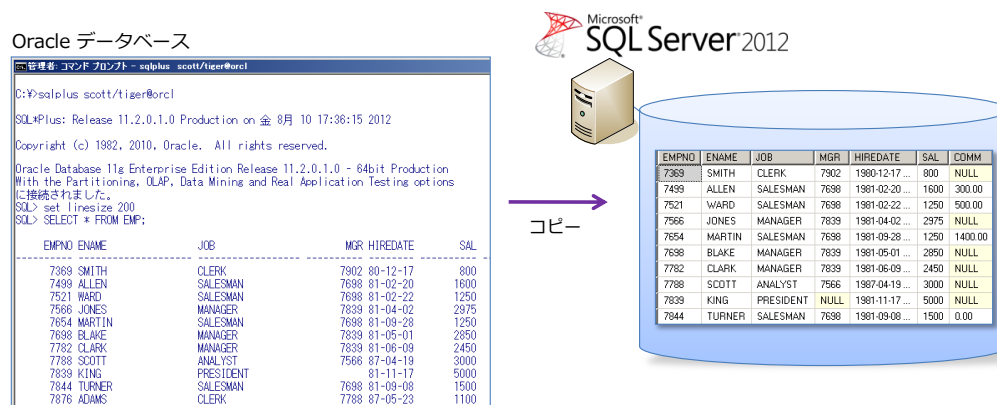 Oracle データベース
管理者: コマンド プロンプト - sqlplus scott/tiger@orcl
C:¥>sqlplus scott/tiger@orcl
SQL*Plus: Release 11.2.0.1.0 Production on 金 8月 10 17:36:15 2012
Copyright (c) 1982, 2010, Oracle.  All rights reserved.
Oracle Database 11g Enterprise Edition Release 11.2.0.1.0 - 64bit Production
With the Partitioning, OLAP, Data Mining and Real Application Testing options
に接続されました。
SQL> set linesize 200
SQL> SELECT * FROM EMP;
EMPNO ENAME JOB MGR HIREDATE SAL
7369 SMITH CLERK 7902 80-12-17 800
7499 ALLEN SALESMAN 7698 81-02-20 1600
7521 WARD SALESMAN 7698 81-02-22 1250
7566 JONES MANAGER 7839 81-04-02 2975
7654 MARTIN SALESMAN 7698 81-09-28 1250
7698 BLAKE MANAGER 7839 81-05-01 2850
7782 CLARK MANAGER 7839 81-06-09 2450
7788 SCOTT ANALYST 7566 87-04-19 3000
7839 KING PRESIDENT 81-11-17 5000
7844 TURNER SALESMAN 7698 81-09-08 1500
7876 ADAMS CLERK 7788 87-05-23 1100
コピー
Microsoft®
SQL Server® 2012
EMPNO ENAME JOB MGR HIREDATE SAL COMM
7369 SMITH CLERK 7902 1980-12-17 ... 800 NULL
7499 ALLEN SALESMAN 7698 1981-02-20 ... 1600 300.00
7521 WARD SALESMAN 7698 1981-02-22 ... 1250 500.00
7566 JONES MANAGER 7839 1981-04-02 ... 2975 NULL
7654 MARTIN SALESMAN 7698 1981-09-28 ... 1250 1400.00
7698 BLAKE MANAGER 7839 1981-05-01 ... 2850 NULL
7782 CLARK MANAGER 7839 1981-06-09 ... 2450 NULL
7788 SCOTT ANALYST 7566 1987-04-19 ... 3000 NULL
7839 KING PRESIDENT NULL 1981-11-17 ... 5000 NULL
7844 TURNER SALESMAN 7698 1981-09-08 ... 1500 0.00